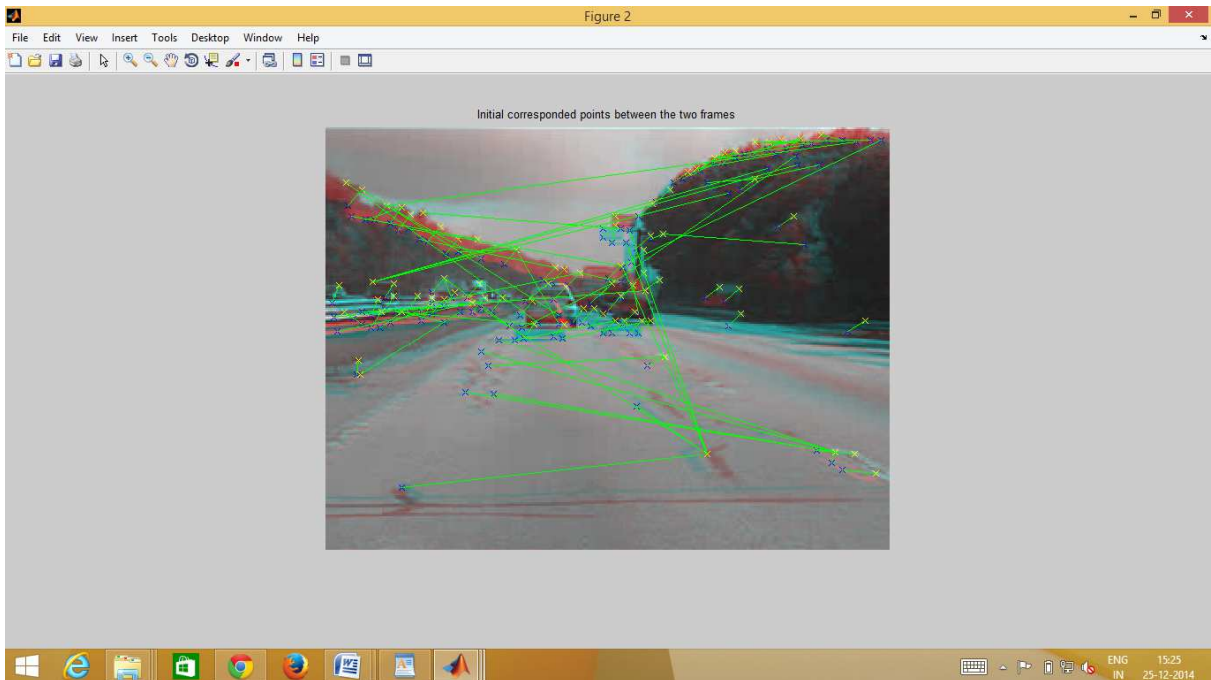 Figure 2
File Edit View Insert Tools Desktop Window Help
Initial corresponded points between the two frames
ENG 15:25
IN 25-12-2014